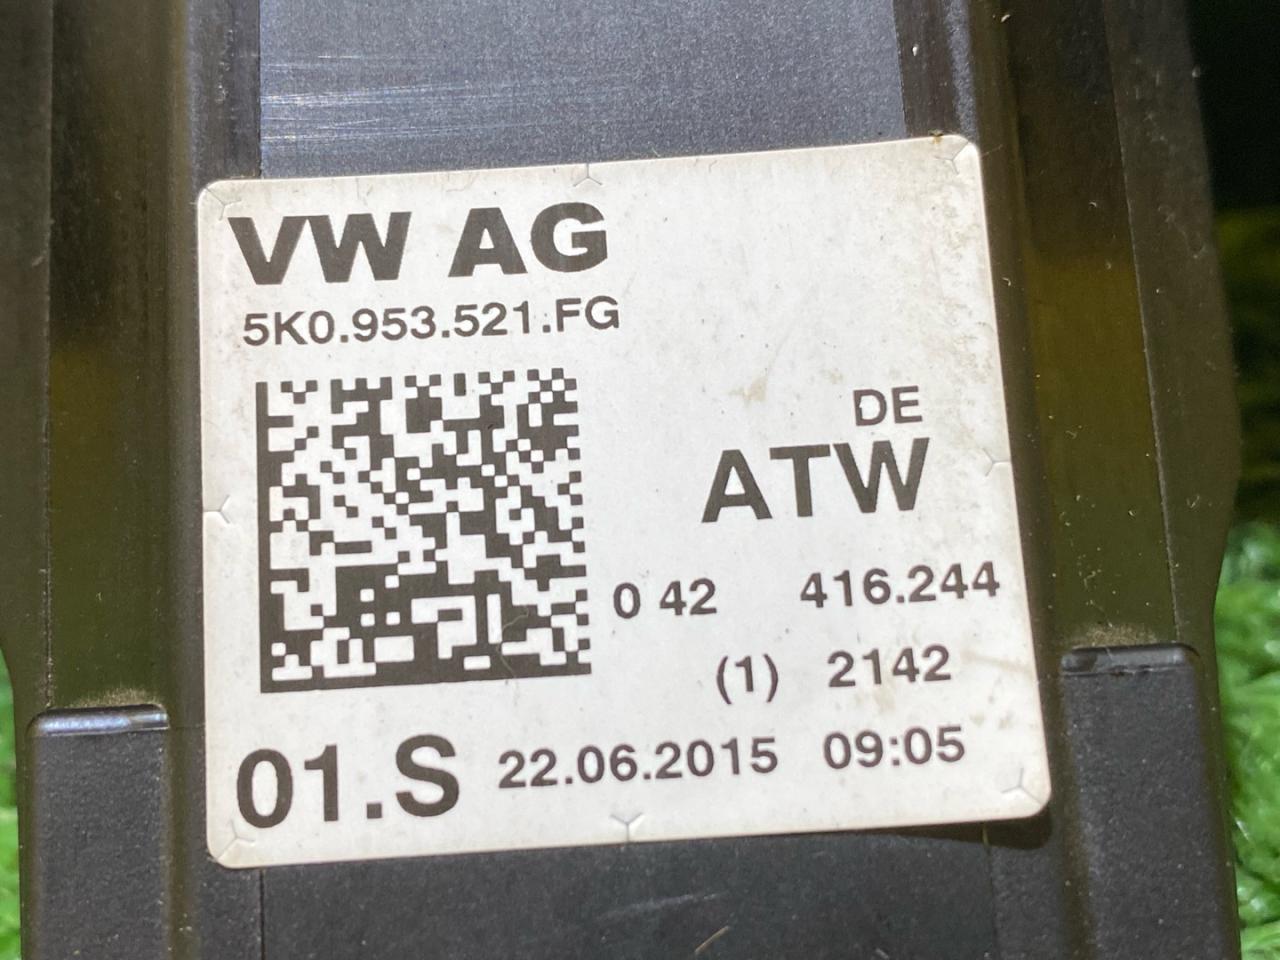 VW AG
5K0.953.521.FG
DE
ATW
0 42 416.244
(1) 2142
01.S 22.06.2015 09:05